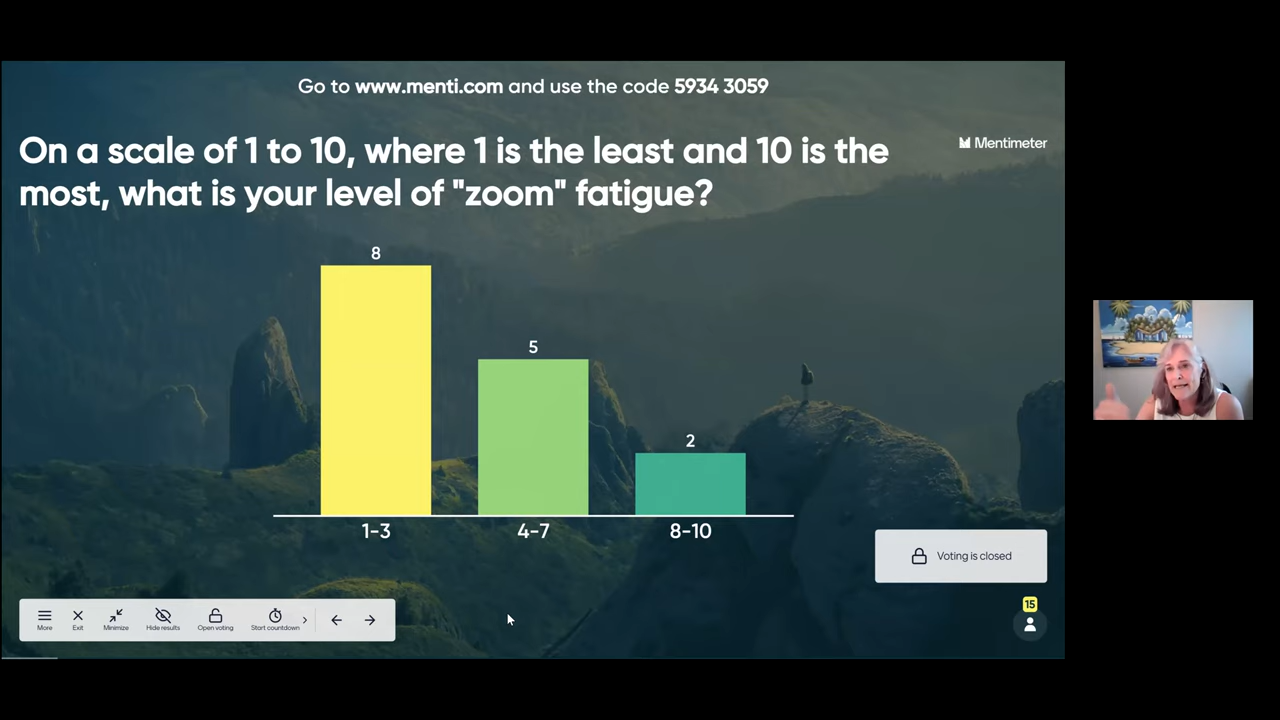 Go to www.menti.com and use the code 5934 3059
On a scale of 1 to 10, where 1 is the least and 10 is the
most, what is your level of "zoom" fatigue?
Mentimeter
8
5
2
1-3
4-7
8-10
Voting is closed
15
More
Exit
Minimize
Hide results
Open voting
Start countdown